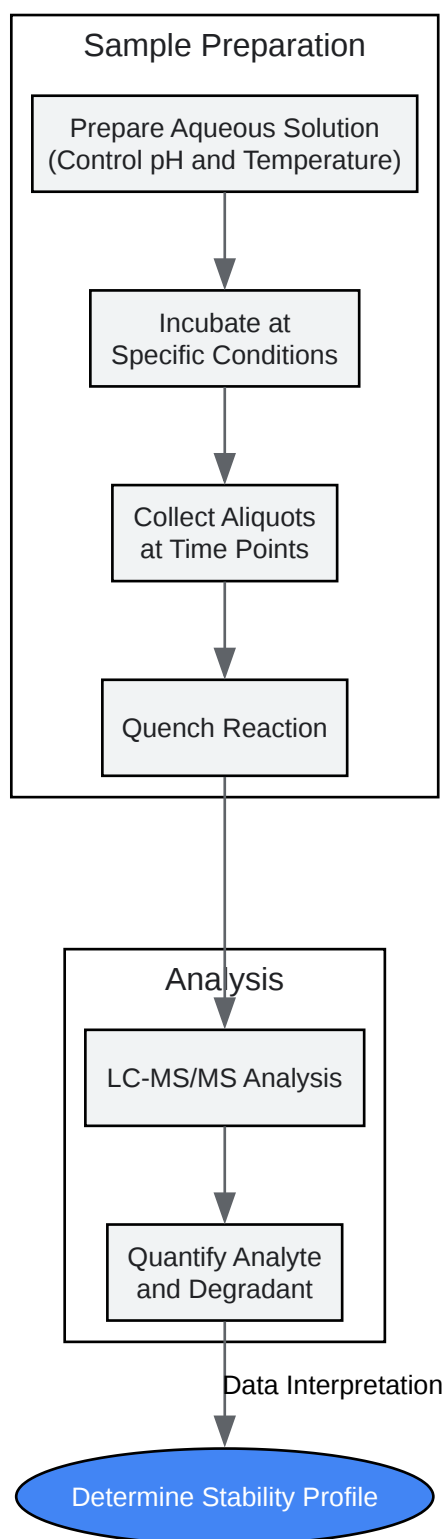 Sample Preparation
Prepare Aqueous Solution
(Control pH and Temperature)
Incubate at
Specific Conditions
Collect Aliquots
at Time Points
Quench Reaction
Analysis
LC-MS/MS Analysis
Quantify Analyte
and Degradant
Data Interpretation
Determine Stability Profile